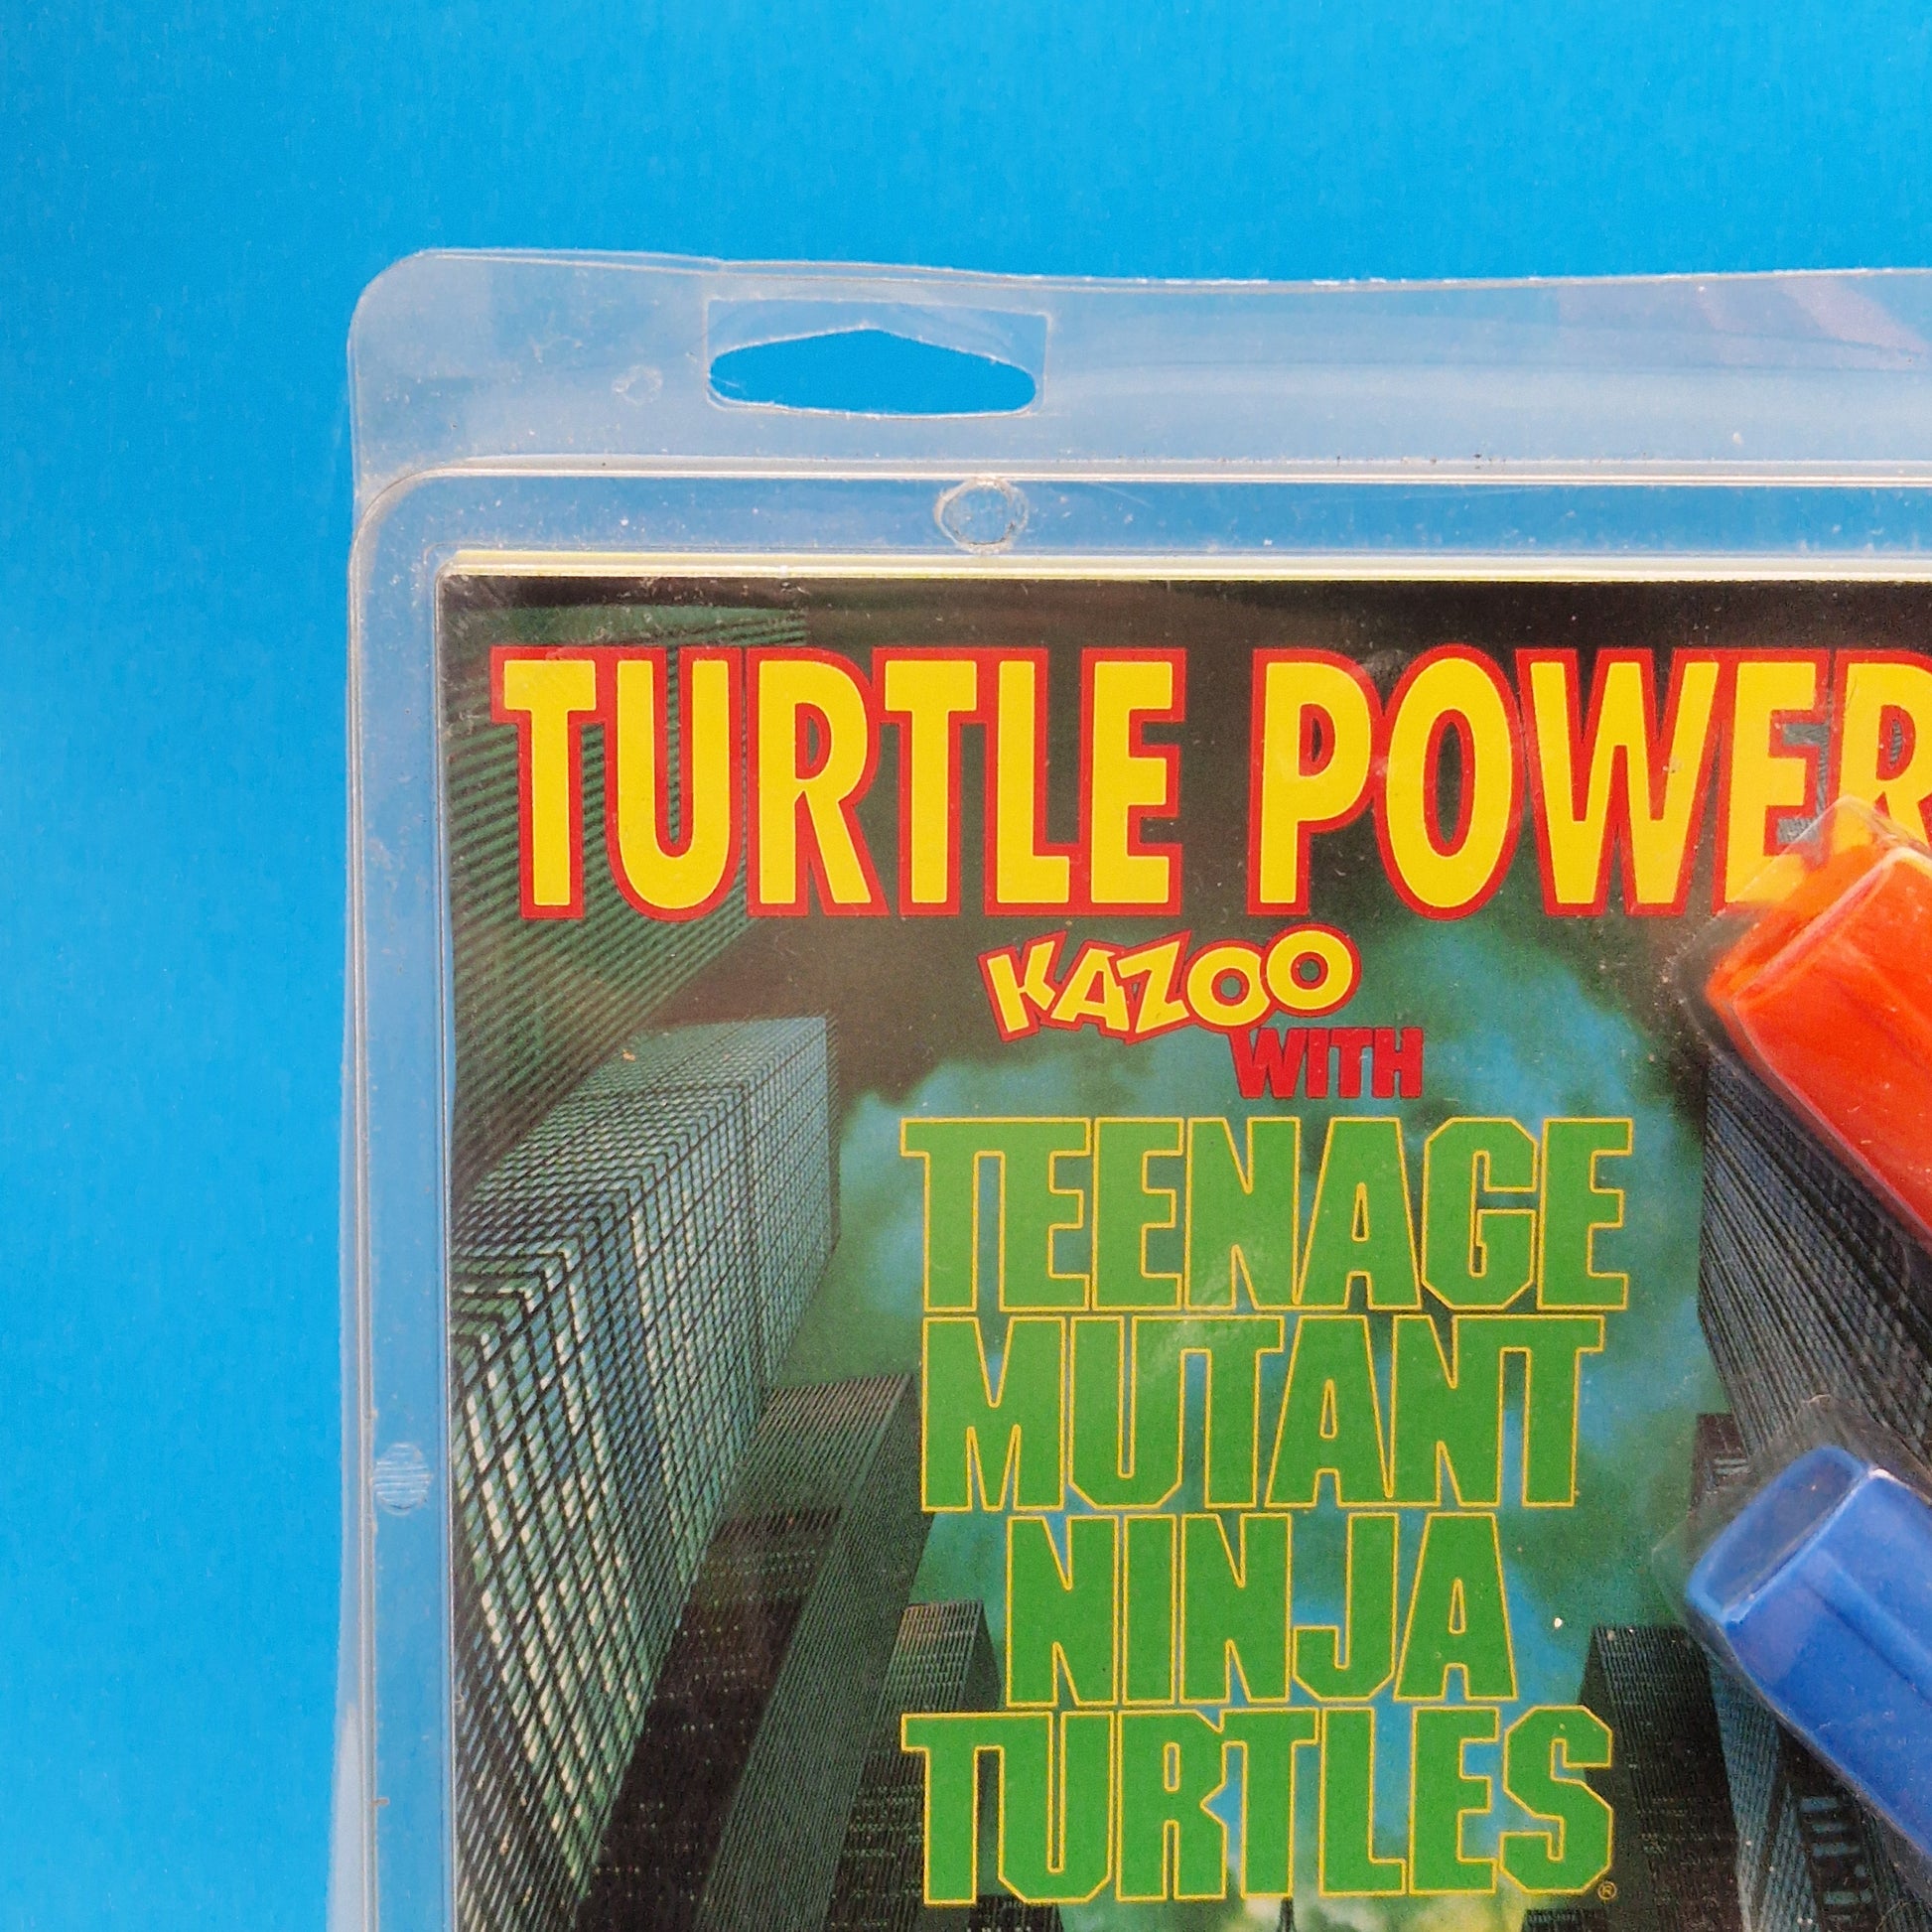 TURTLE POWER
KAZOO
WITH
TEENAGE
MUTANT
NINJA
TURTLES®